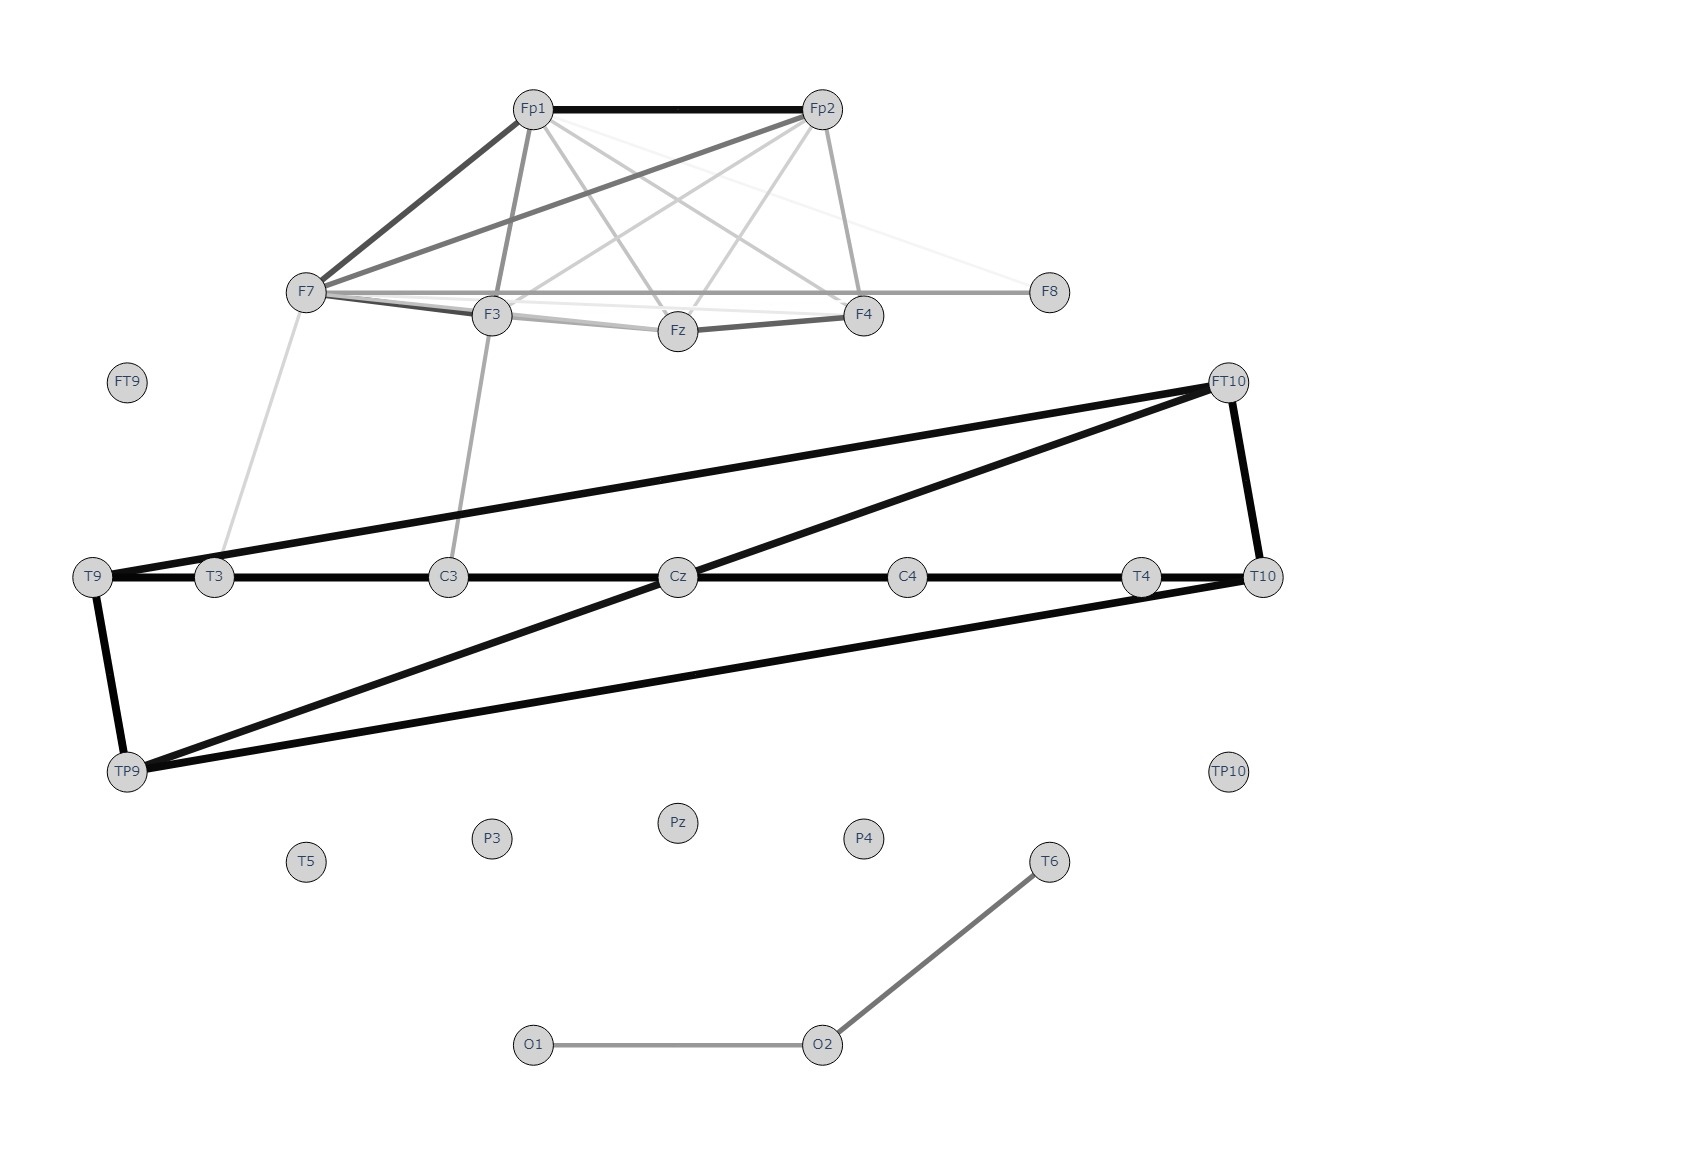 Fp1 Fp2
F7 F3 Fz F4 F8
FT9 FT10
T9 T3 C3 Cz C4 T4 T10
TP9 TP10
T5 P3 Pz P4 T6
O1 O2